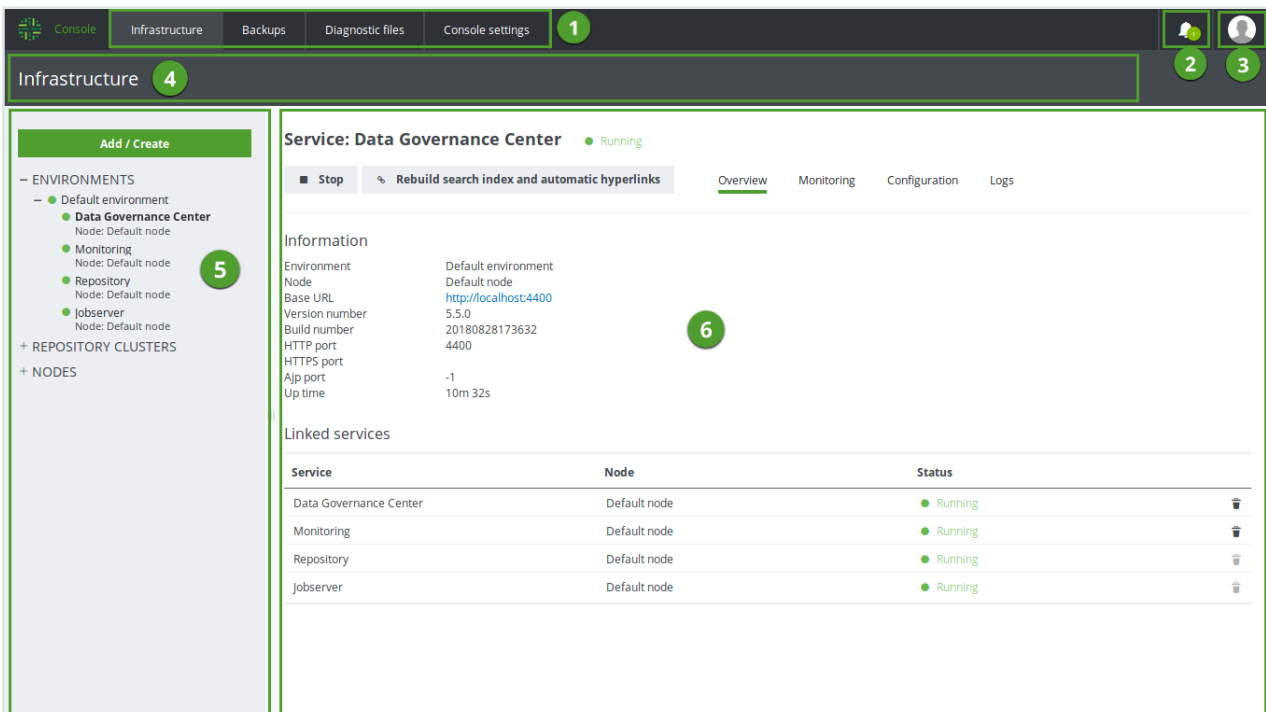 Console Infrastructure Backups Diagnostic files Console settings 1 1
2 3
Infrastructure 4
Add / Create
− ENVIRONMENTS
− Default environment
Data Governance Center
Node: Default node
Monitoring
Node: Default node
Repository
Node: Default node
Jobserver
Node: Default node
+ REPOSITORY CLUSTERS
+ NODES
5
Service: Data Governance Center Running
Stop Rebuild search index and automatic hyperlinks Overview Monitoring Configuration Logs
Information
Environment Default environment
Node Default node
Base URL http://localhost:4400
Version number 5.5.0
Build number 20180828173632
HTTP port 4400
HTTPS port
Ajp port -1
Up time 10m 32s
6
Linked services
Service Node Status
Data Governance Center Default node Running
Monitoring Default node Running
Repository Default node Running
Jobserver Default node Running